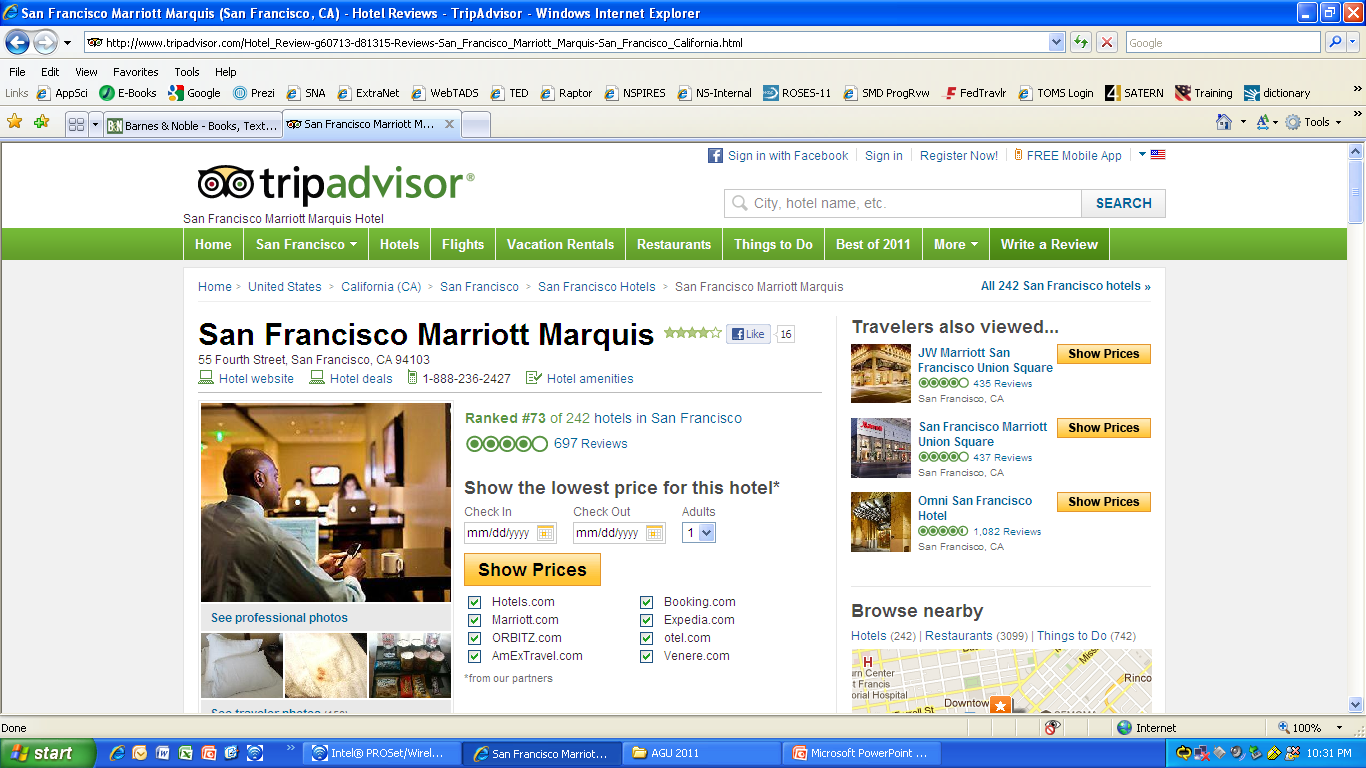 San Francisco Marriott Marquis (San Francisco, CA) - Hotel Reviews - TripAdvisor - Windows Internet Explorer
http://www.tripadvisor.com/Hotel_Review-g60713-d81315-Reviews-San_Francisco_Marriott_Marquis-San_Francisco_California.html
Google
File Edit View Favorites Tools Help
Links AppSci E-Books Google Prezi SNA ExtraNet WebTADS TED Raptor NSPIRES NS-Internal ROSES-11 SMD ProgRvw FedTravlr TOMS Login SATERN Training dictionary
Barnes & Noble - Books, Text... San Francisco Marriott M... Tools
Sign in with Facebook Sign in Register Now! FREE Mobile App
tripadvisor®
City, hotel name, etc. SEARCH
San Francisco Marriott Marquis Hotel
Home San Francisco Hotels Flights Vacation Rentals Restaurants Things to Do Best of 2011 More Write a Review
Home > United States > California (CA) > San Francisco > San Francisco Hotels > San Francisco Marriott Marquis
All 242 San Francisco hotels »
San Francisco Marriott Marquis Like 16
55 Fourth Street, San Francisco, CA 94103
Hotel website Hotel deals 1-888-236-2427 Hotel amenities
Ranked #73 of 242 hotels in San Francisco
697 Reviews
Show the lowest price for this hotel*
Check In Check Out Adults
mm/dd/yyyy mm/dd/yyyy 1
Show Prices
Hotels.com Booking.com
Marriott.com Expedia.com
ORBITZ.com otel.com
AmExTravel.com Venere.com
*from our partners
See professional photos
See traveler photos
Travelers also viewed...
JW Marriott San Francisco Union Square Show Prices
435 Reviews
San Francisco, CA
San Francisco Marriott Union Square Show Prices
437 Reviews
San Francisco, CA
Omni San Francisco Hotel Show Prices
1,082 Reviews
San Francisco, CA
Browse nearby
Hotels (242) | Restaurants (3099) | Things to Do (742)
H
urn Center
t Francis
orial Hospital
Downtown
Missi
Rinco
Done Internet 100%
start Intel® PROSet/Wirel... San Francisco Marriot... AGU 2011 Microsoft PowerPoint ... 10:31 PM